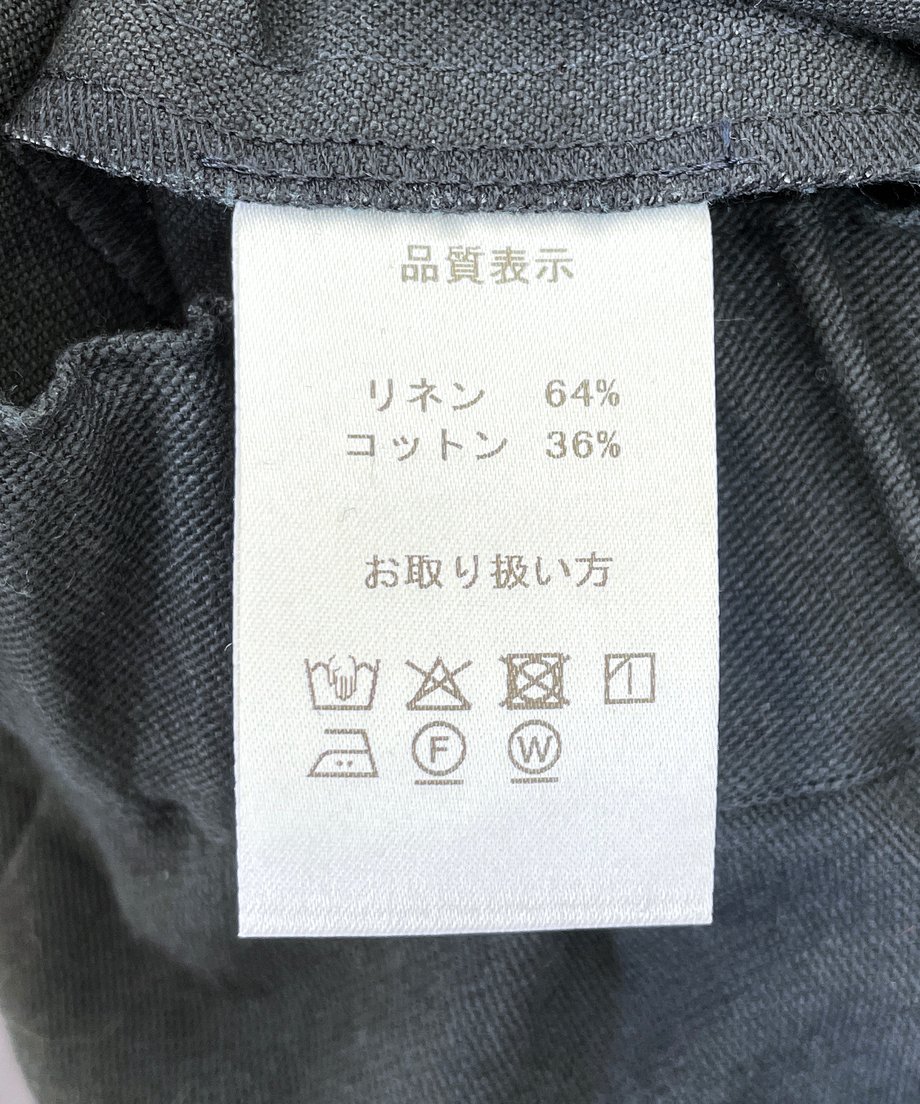 品質表示
リネン 64%
コットン 36%
お取り扱い方
F W